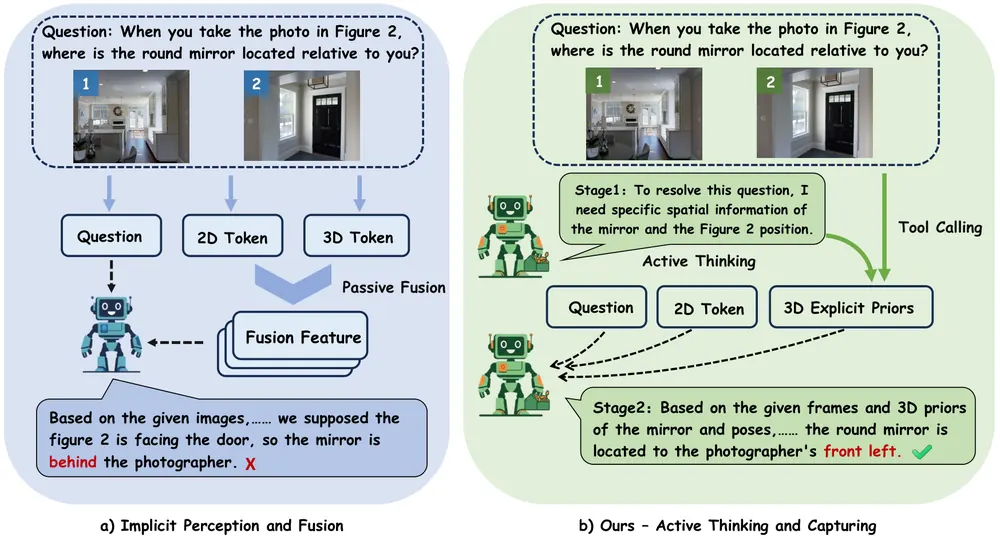 Question: When you take the photo in Figure 2,
where is the round mirror located relative to you?
1
2
Question
2D Token
3D Token
Passive Fusion
Fusion Feature
Based on the given images,…… we supposed the
figure 2 is facing the door, so the mirror is
behind the photographer. X
a) Implicit Perception and Fusion
Question: When you take the photo in Figure 2,
where is the round mirror located relative to you?
1
2
Stage1: To resolve this question, I
need specific spatial information of
the mirror and the Figure 2 position.
Tool Calling
Active Thinking
Question
2D Token
3D Explicit Priors
Stage2: Based on the given frames and 3D priors
of the mirror and poses,…… the round mirror is
located to the photographer's front left.
b) Ours – Active Thinking and Capturing